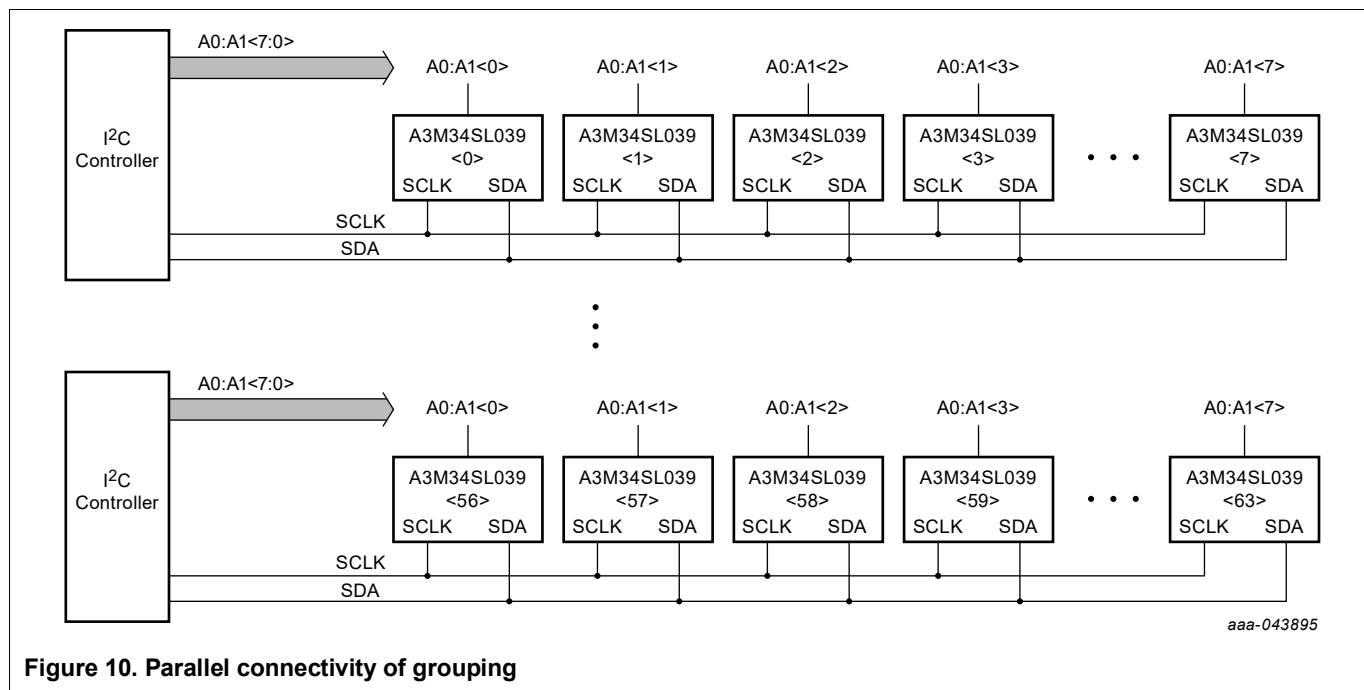 A0:A1<7:0>
A0:A1<0> A0:A1<1> A0:A1<2> A0:A1<3> A0:A1<7>
I²C
Controller
A3M34SL039 A3M34SL039 A3M34SL039 A3M34SL039 A3M34SL039
<0> <1> <2> <3> <7>
SCLK SDA SCLK SDA SCLK SDA SCLK SDA SCLK SDA
SCLK
SDA
A0:A1<7:0>
A0:A1<0> A0:A1<1> A0:A1<2> A0:A1<3> A0:A1<7>
I²C
Controller
A3M34SL039 A3M34SL039 A3M34SL039 A3M34SL039 A3M34SL039
<56> <57> <58> <59> <63>
SCLK SDA SCLK SDA SCLK SDA SCLK SDA SCLK SDA
SCLK
SDA
aaa-043895
Figure 10. Parallel connectivity of grouping